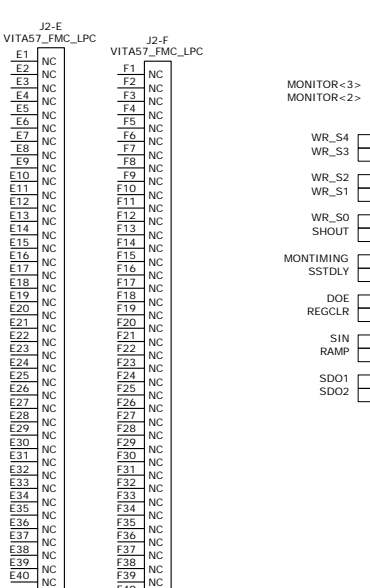 J2-E
VITA57_FMC_LPC
E1 NC
E2 NC
E3 NC
E4 NC
E5 NC
E6 NC
E7 NC
E8 NC
E9 NC
E10 NC
E11 NC
E12 NC
E13 NC
E14 NC
E15 NC
E16 NC
E17 NC
E18 NC
E19 NC
E20 NC
E21 NC
E22 NC
E23 NC
E24 NC
E25 NC
E26 NC
E27 NC
E28 NC
E29 NC
E30 NC
E31 NC
E32 NC
E33 NC
E34 NC
E35 NC
E36 NC
E37 NC
E38 NC
E39 NC
E40 NC
J2-F
VITA57_FMC_LPC
F1 NC
F2 NC
F3 NC
F4 NC
F5 NC
F6 NC
F7 NC
F8 NC
F9 NC
F10 NC
F11 NC
F12 NC
F13 NC
F14 NC
F15 NC
F16 NC
F17 NC
F18 NC
F19 NC
F20 NC
F21 NC
F22 NC
F23 NC
F24 NC
F25 NC
F26 NC
F27 NC
F28 NC
F29 NC
F30 NC
F31 NC
F32 NC
F33 NC
F34 NC
F35 NC
F36 NC
F37 NC
F38 NC
F39 NC
MONITOR<3>
MONITOR<2>
WR_S4
WR_S3
WR_S2
WR_S1
WR_S0
SHOUT
MONTIMING
SSTDLY
DOE
REGCLR
SIN
RAMP
SDO1
SDO2